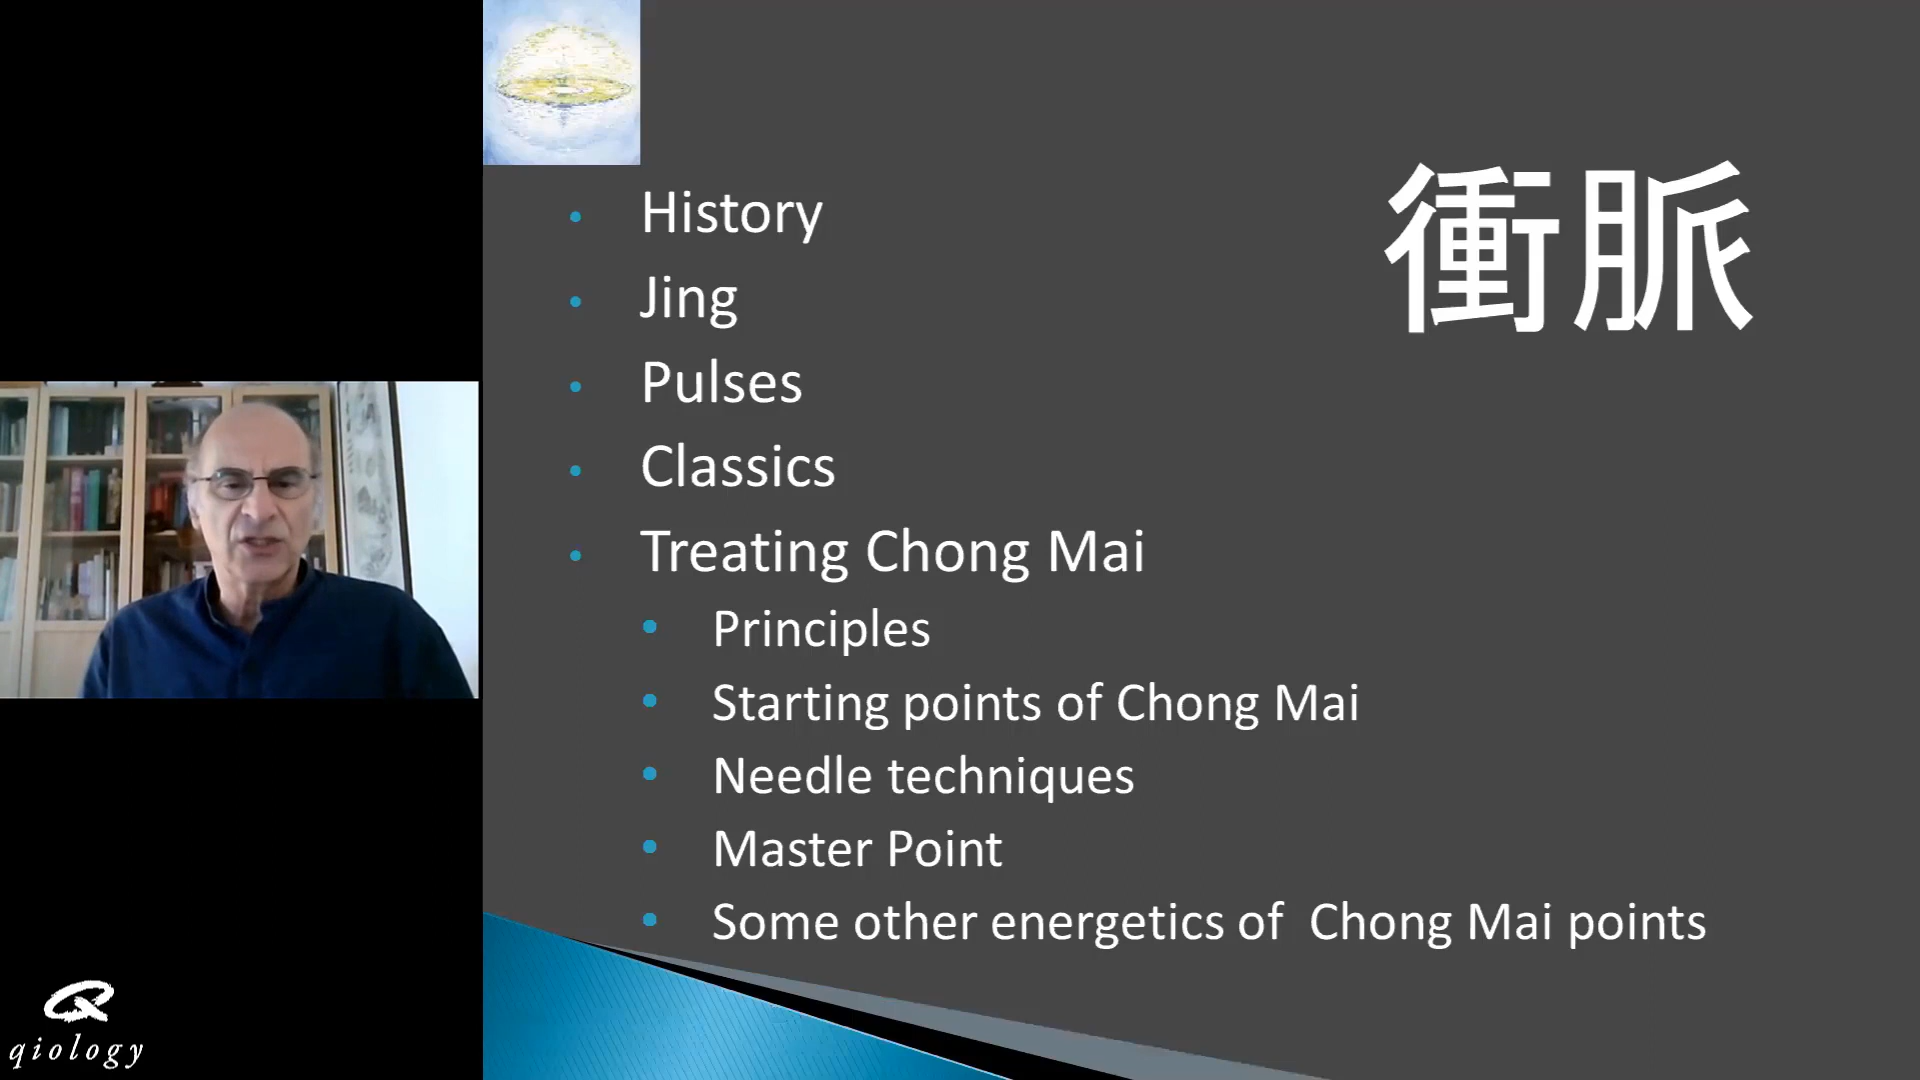 衝脈
History
Jing
Pulses
Classics
Treating Chong Mai
Principles
Starting points of Chong Mai
Needle techniques
Master Point
Some other energetics of Chong Mai points
qiology